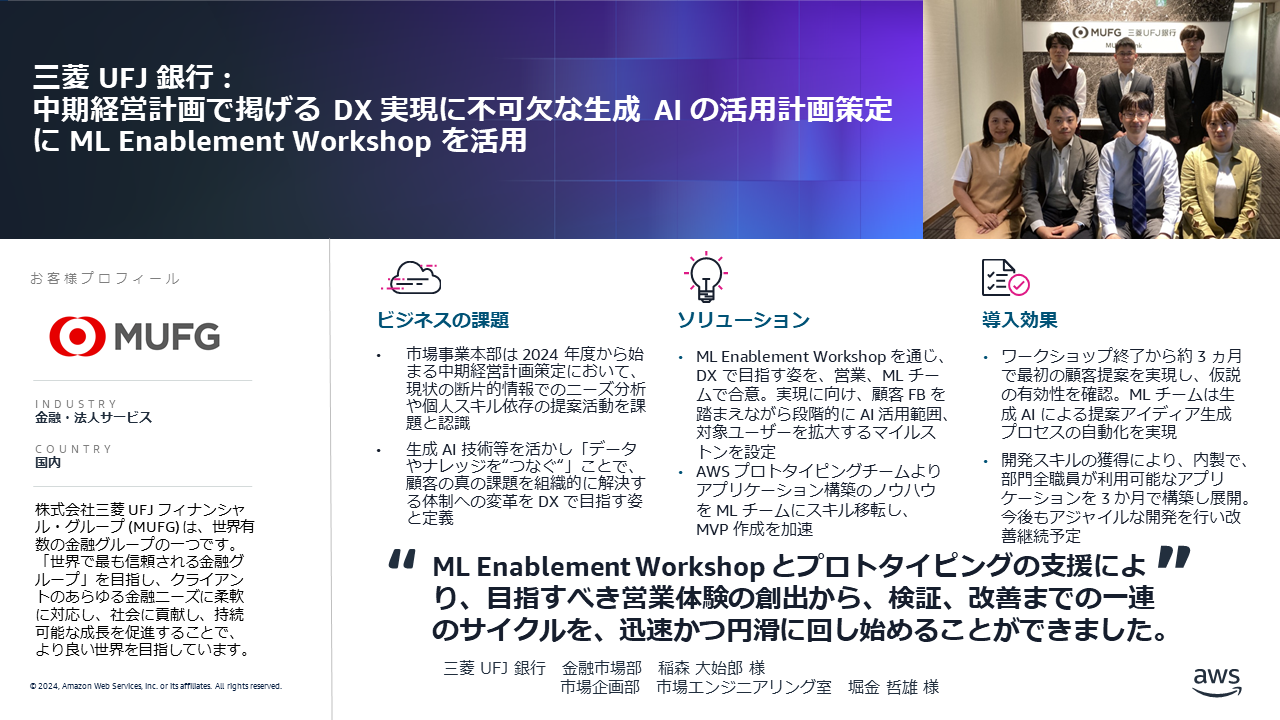 三菱 UFJ 銀行：
中期経営計画で掲げる DX 実現に不可欠な生成 AI の活用計画策定
に ML Enablement Workshop を活用
MUFG 三菱UFJ銀行
お客様プロフィール
MUFG
INDUSTRY
金融・法人サービス
COUNTRY
国内
株式会社三菱 UFJ フィナンシャ
ル・グループ (MUFG) は、世界有
数の金融グループの一つです。
「世界で最も信頼される金融グ
ループ」を目指し、クライアン
トのあらゆる金融ニーズに柔軟
に対応し、社会に貢献し、持続
可能な成長を促進することで、
より良い世界を目指しています。
© 2024, Amazon Web Services, Inc. or its affiliates. All rights reserved.
ビジネスの課題
• 市場事業本部は 2024 年度から始
まる中期経営計画策定において、
現状の断片的情報でのニーズ分析
や個人スキル依存の提案活動を課
題と認識
• 生成 AI 技術等を活かし「データ
やナレッジを“つなぐ“」ことで、
顧客の真の課題を組織的に解決す
る体制への変革を DX で目指す姿
と定義
ソリューション
• ML Enablement Workshop を通じ、
DX で目指す姿を、営業、ML チー
ムで合意。実現に向け、顧客 FB を
踏まえながら段階的に AI 活用範囲、
対象ユーザーを拡大するマイルス
トンを設定
• AWS プロトタイピングチームより
アプリケーション構築のノウハウ
を ML チームにスキル移転し、
MVP 作成を加速
導入効果
• ワークショップ終了から約 3 ヵ月
で最初の顧客提案を実現し、仮説
の有効性を確認。ML チームは生
成 AI による提案アイディア生成
プロセスの自動化を実現
• 開発スキルの獲得により、内製で、
部門全職員が利用可能なアプリ
ケーションを 3 か月で構築し展開。
今後もアジャイルな開発を行い改
善継続予定
“ ML Enablement Workshop とプロトタイピングの支援によ ”
り、目指すべき営業体験の創出から、検証、改善までの一連
のサイクルを、迅速かつ円滑に回し始めることができました。
三菱 UFJ 銀行　金融市場部　稲森 大始郎 様
市場企画部　市場エンジニアリング室　堀金 哲雄 様
aws